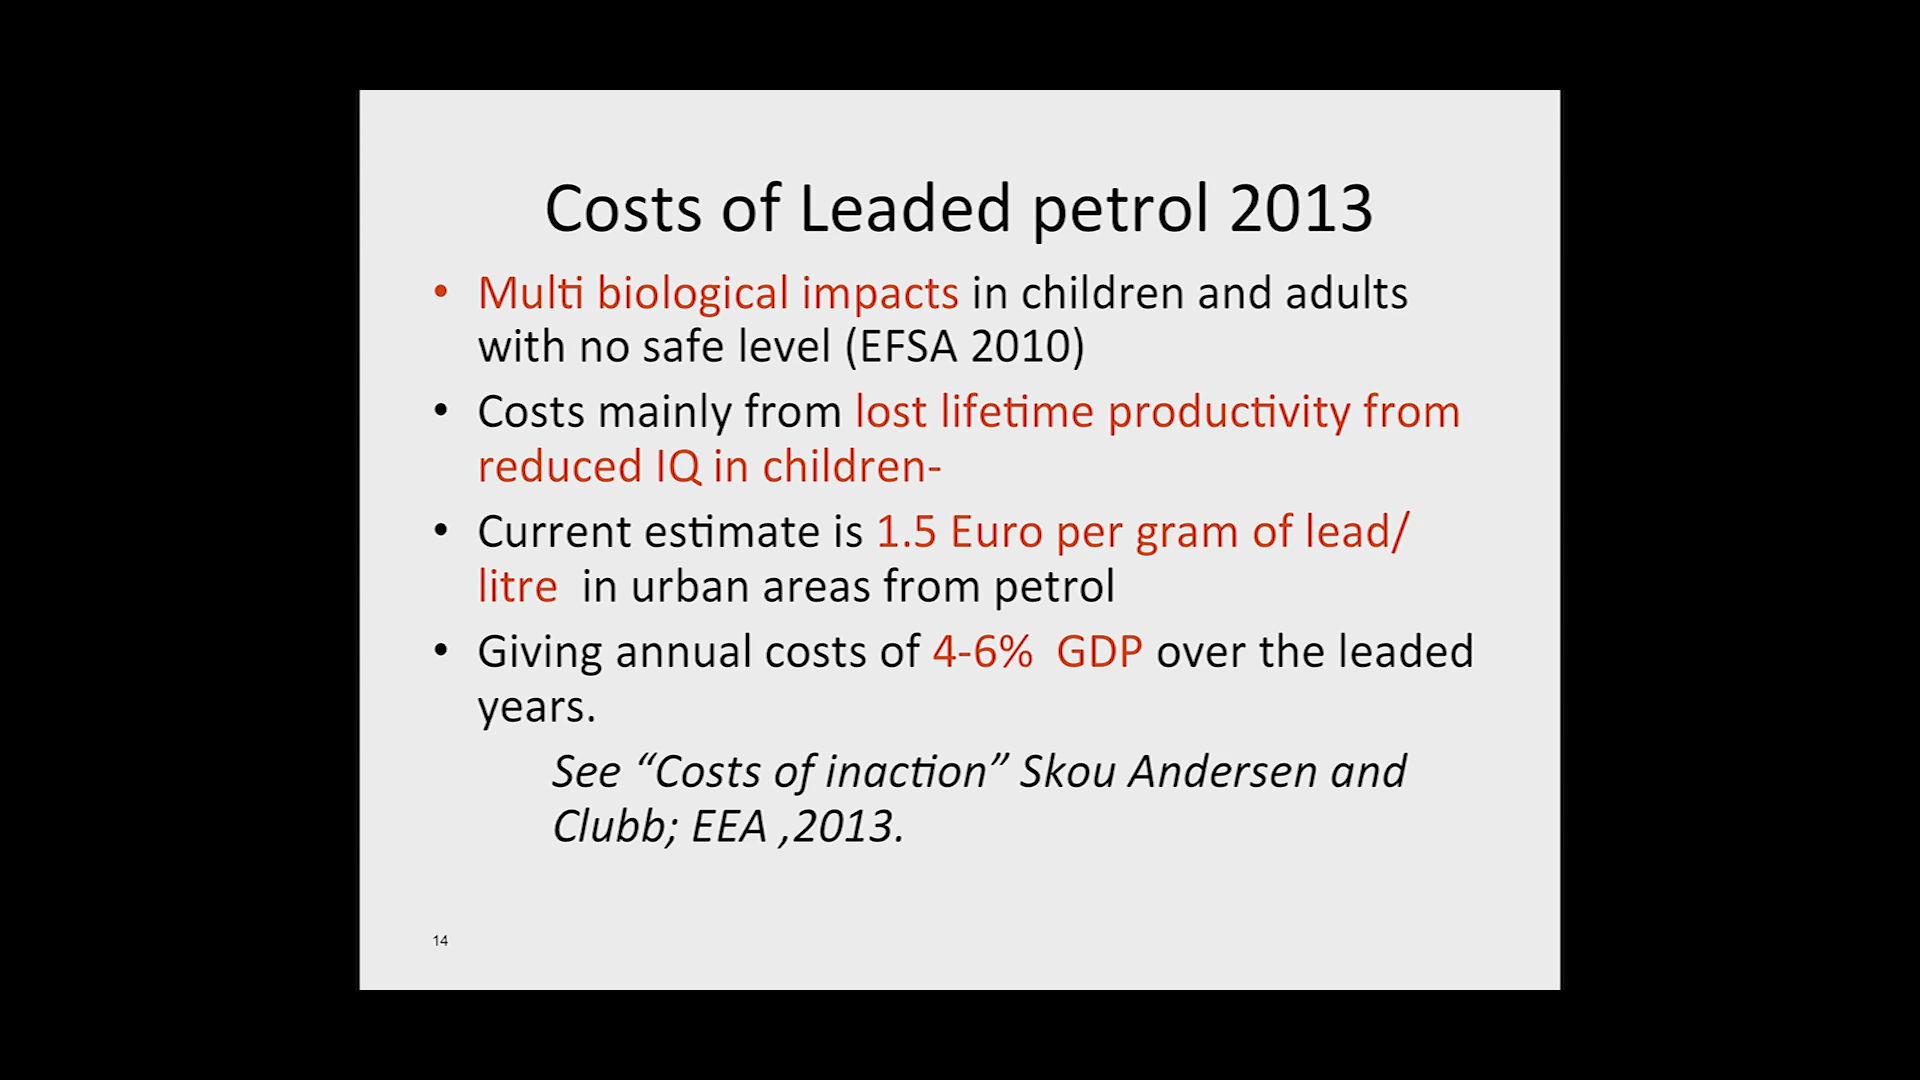 Costs of Leaded petrol 2013
• Multi biological impacts in children and adults
with no safe level (EFSA 2010)
• Costs mainly from lost lifetime productivity from
reduced IQ in children-
• Current estimate is 1.5 Euro per gram of lead/
litre  in urban areas from petrol
• Giving annual costs of 4-6%  GDP over the leaded
years.
See “Costs of inaction” Skou Andersen and
Clubb; EEA ,2013.
14